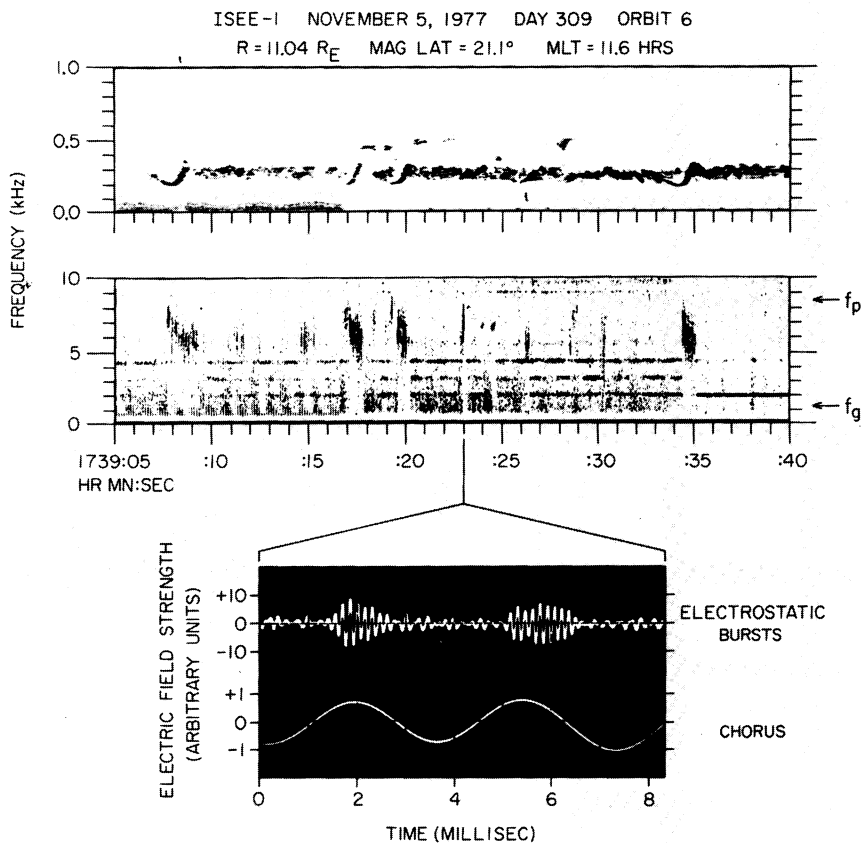 ISEE-1 NOVEMBER 5, 1977 DAY 309 ORBIT 6
R = 11.04 RE MAG LAT = 21.1° MLT = 11.6 HRS
FREQUENCY (kHz)
1.0
0.5
0.0
10
5
0
fp
fg
1739:05 :10 :15 :20 :25 :30 :35 :40
HR MN:SEC
ELECTRIC FIELD STRENGTH
(ARBITRARY UNITS)
+10
0
-10
+1
0
-1
ELECTROSTATIC
BURSTS
CHORUS
0 2 4 6 8
TIME (MILLISEC)